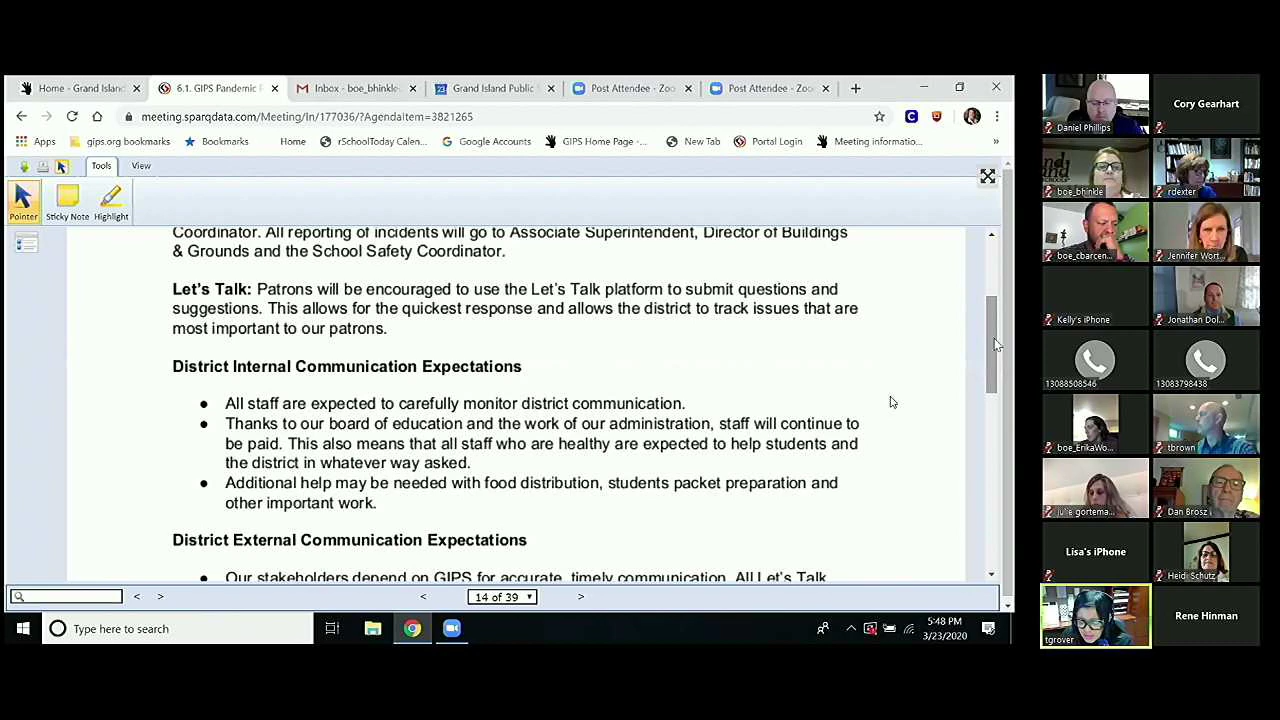 Home - Grand Island
6.1. GIPS Pandemic P
Inbox - boe_bhinkle
Grand Island Public
Post Attendee - Zoo
Post Attendee - Zoo
meeting.sparqdata.com/Meeting/In/177036/?AgendaItem=3821265
Apps
gips.org bookmarks
Bookmarks
Home
rSchoolToday Calen...
Google Accounts
GIPS Home Page -...
New Tab
Portal Login
Meeting informatio...
»
Tools
View
Pointer
Sticky Note
Highlight
Coordinator. All reporting of incidents will go to Associate Superintendent, Director of Buildings
& Grounds and the School Safety Coordinator.
Let's Talk: Patrons will be encouraged to use the Let's Talk platform to submit questions and
suggestions. This allows for the quickest response and allows the district to track issues that are
most important to our patrons.
District Internal Communication Expectations
● All staff are expected to carefully monitor district communication.
● Thanks to our board of education and the work of our administration, staff will continue to
be paid. This also means that all staff who are healthy are expected to help students and
the district in whatever way asked.
● Additional help may be needed with food distribution, students packet preparation and
other important work.
District External Communication Expectations
● Our stakeholders depend on GIPS for accurate, timely communication. All Let's Talk
< >
<
14 of 39
>
Type here to search
5:48 PM
3/23/2020
Daniel Phillips
Cory Gearhart
boe_bhinkle
rdexter
boe_cbarcen...
Jennifer Wort...
Kelly's iPhone
Jonathan Dol...
13088508546
13083798438
boe_ErikaWo...
tbrown
julie gortema...
Dan Brosz
Lisa's iPhone
Heidi Schutz
tgrover
Rene Hinman